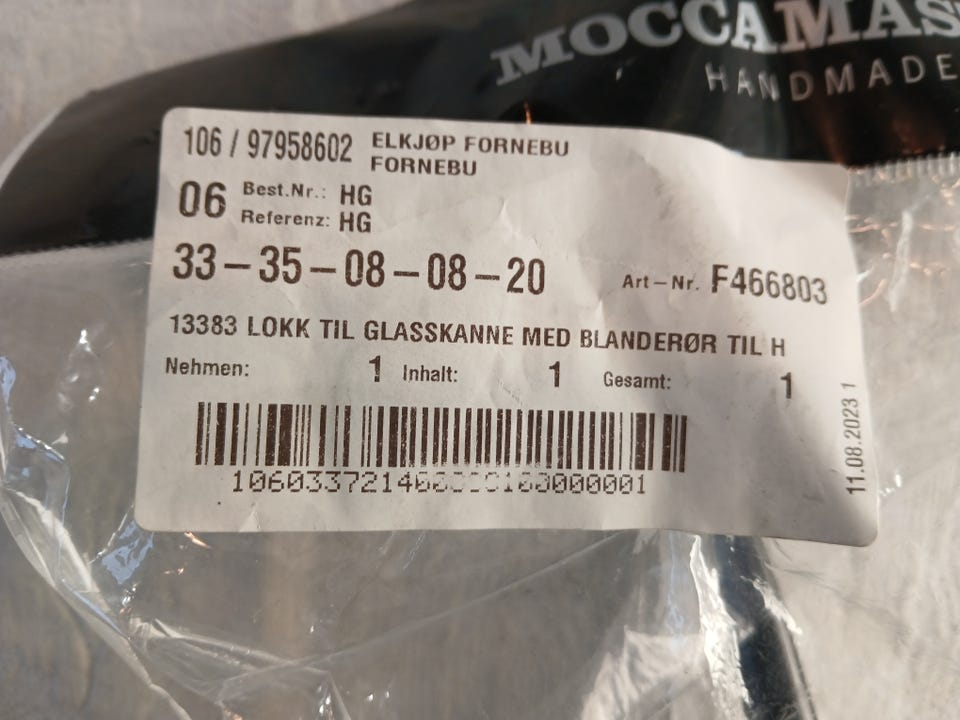 MOCCAMAS
HANDMADE
106 / 97958602 ELKJØP FORNEBU
FORNEBU
06 Best.Nr.: HG
Referenz: HG
33-35-08-08-20 Art-Nr. F466803
13383 LOKK TIL GLASSKANNE MED BLANDERØR TIL H
Nehmen: 1 Inhalt: 1 Gesamt: 1
11.08.2023 1